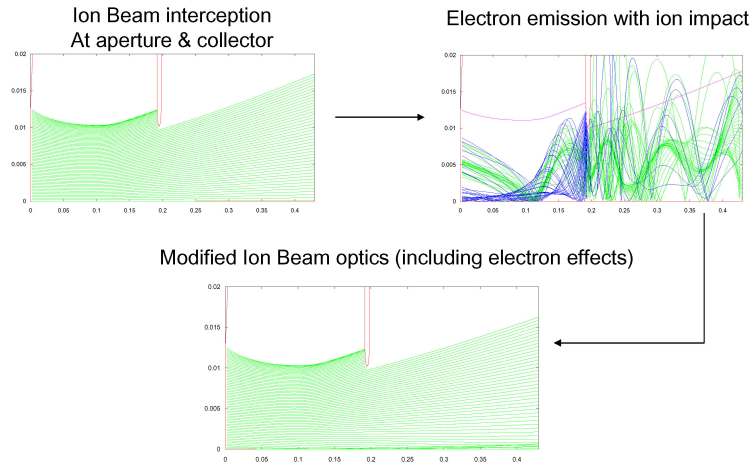 Ion Beam interception
At aperture & collector
0.02
0.015
0.01
0.005
0
0 0.05 0.1 0.15 0.2 0.25 0.3 0.35 0.4
Electron emission with ion impact
0.02
0.015
0.01
0.005
0
0 0.05 0.1 0.15 0.2 0.25 0.3 0.35 0.4
Modified Ion Beam optics (including electron effects)
0.02
0.015
0.01
0.005
0
0 0.05 0.1 0.15 0.2 0.25 0.3 0.35 0.4